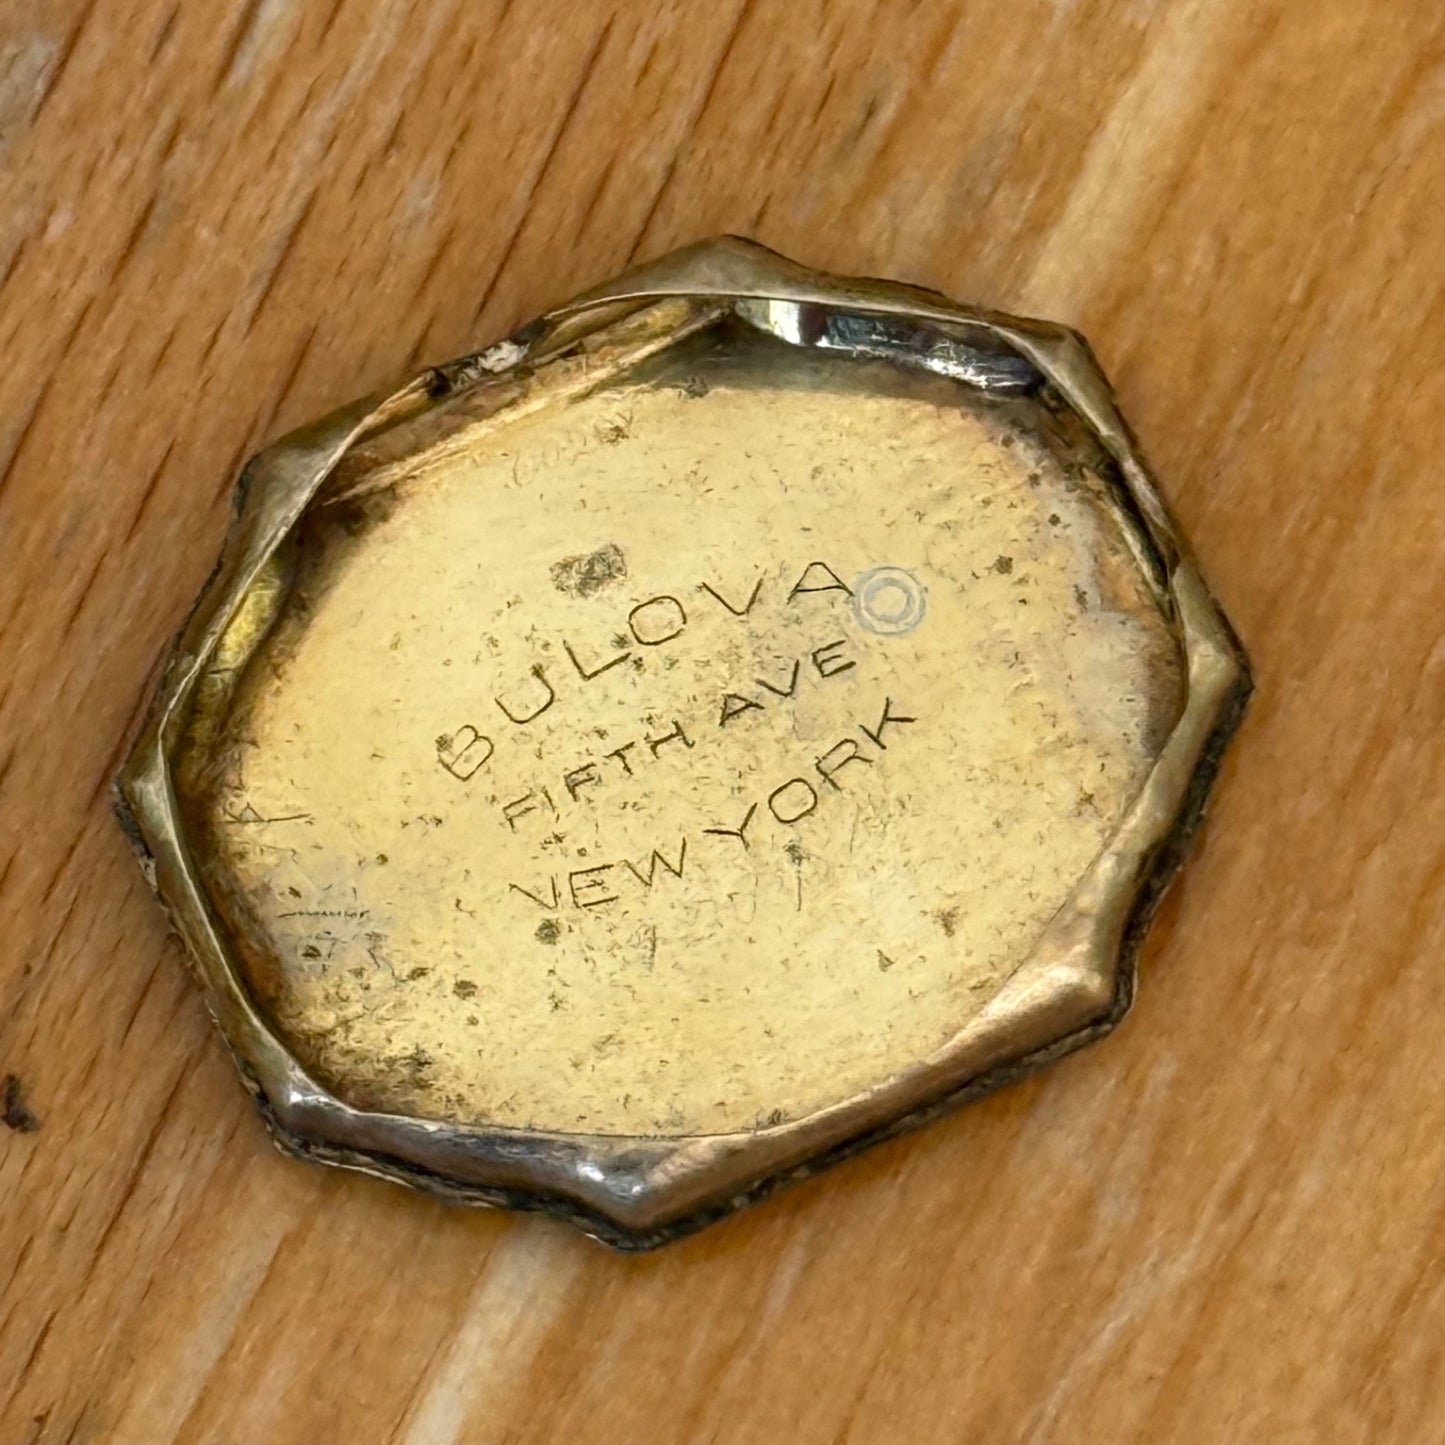 BULOVA
FIFTH AVE
NEW YORK